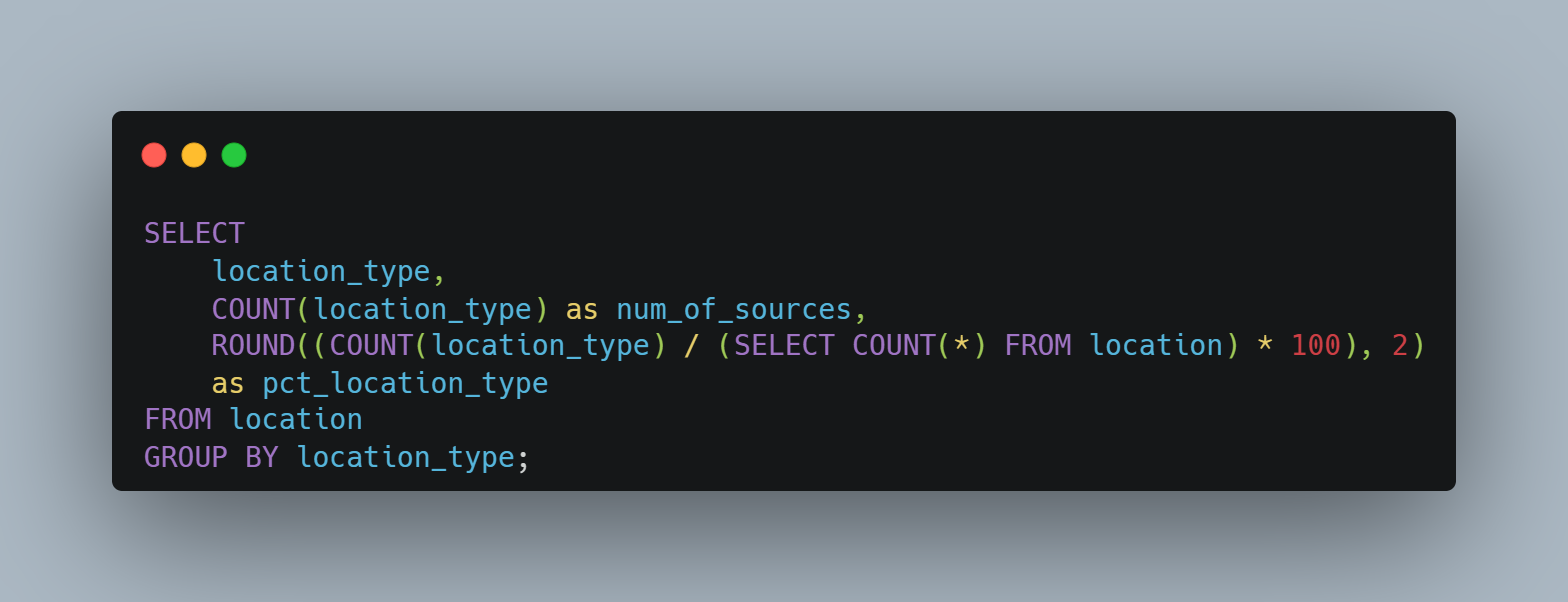 SELECT
    location_type,
    COUNT(location_type) as num_of_sources,
    ROUND((COUNT(location_type) / (SELECT COUNT(*) FROM location) * 100), 2)
    as pct_location_type
FROM location
GROUP BY location_type;